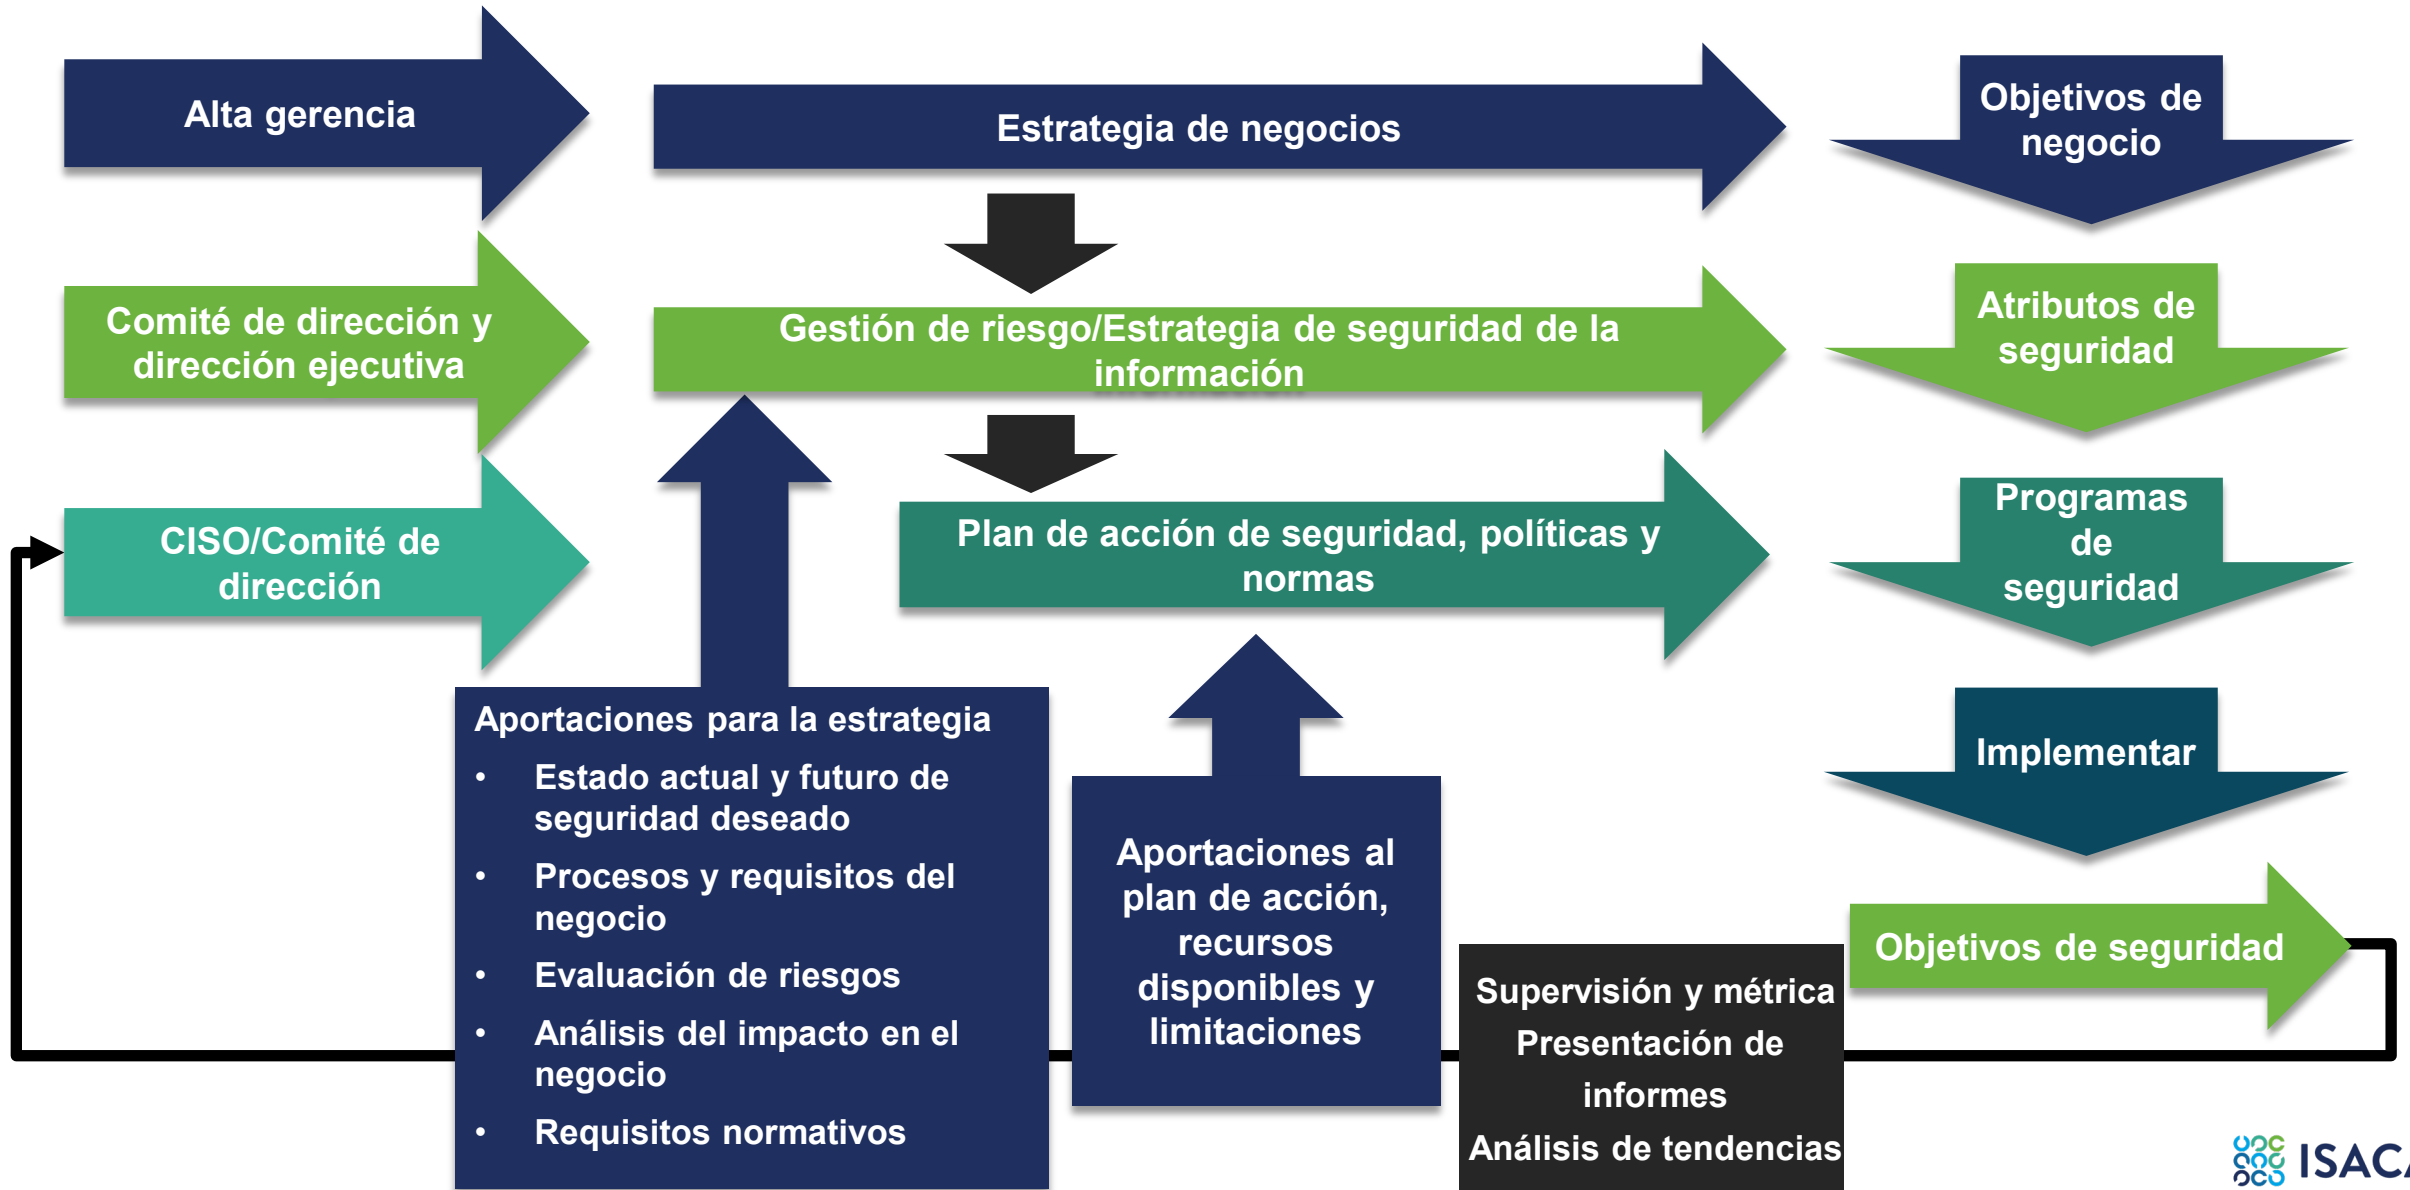 Alta gerencia
Estrategia de negocios
Objetivos de
negocio
Comité de dirección y
dirección ejecutiva
Gestión de riesgo/Estrategia de seguridad de la
información
Atributos de
seguridad
CISO/Comité de
dirección
Plan de acción de seguridad, políticas y
normas
Programas
de
seguridad
Aportaciones para la estrategia
• Estado actual y futuro de
seguridad deseado
• Procesos y requisitos del
negocio
• Evaluación de riesgos
• Análisis del impacto en el
negocio
• Requisitos normativos
Aportaciones al
plan de acción,
recursos
disponibles y
limitaciones
Implementar
Objetivos de seguridad
Supervisión y métrica
Presentación de
informes
Análisis de tendencias
ISACA